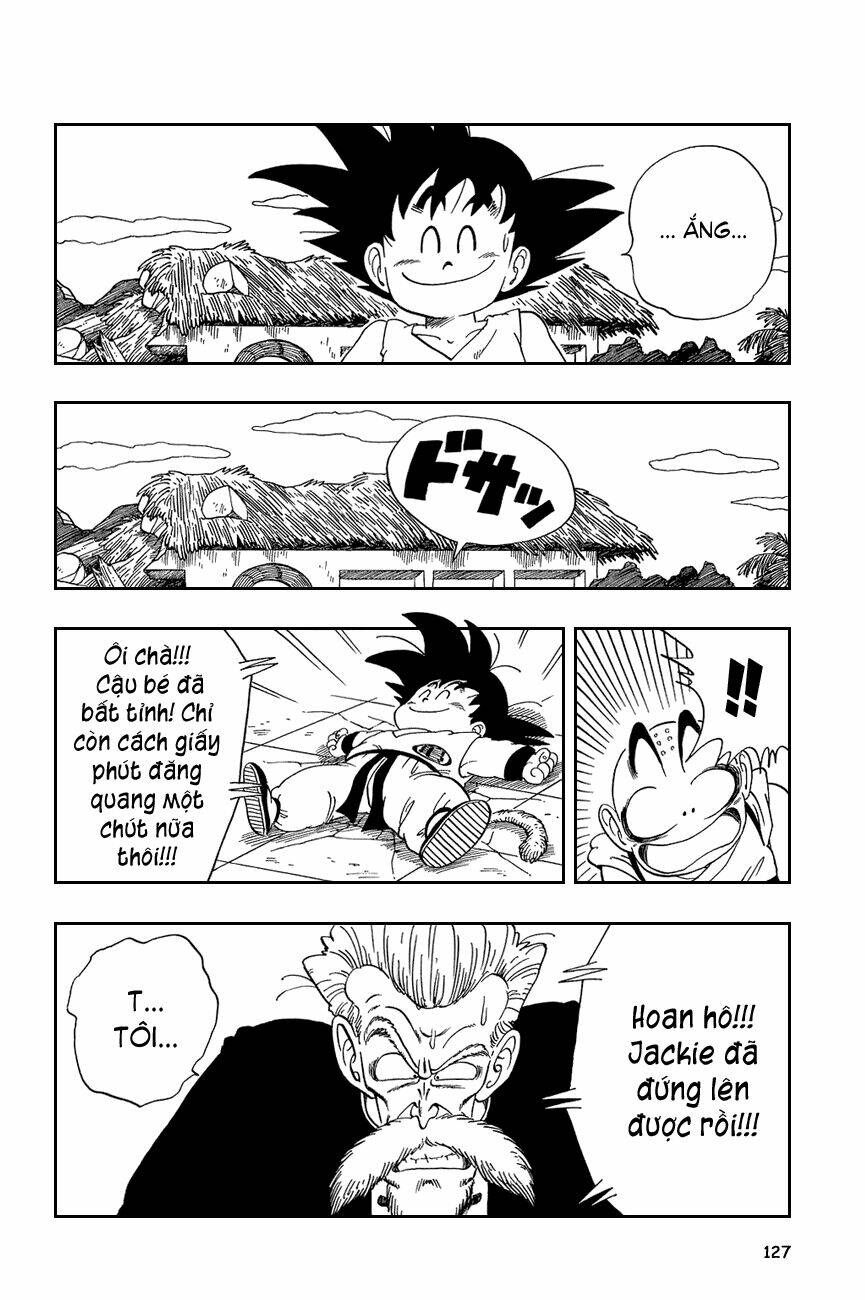 ... ẮNG...
ドサッ
Ôi chà!!!
Cậu bé đã
bất tỉnh! Chỉ
còn cách giấy
phút đăng
quang một
chút nữa
thôi!!!
!!
T...
TÔI...
Hoan hô!!!
Jackie đã
đứng lên
được rồi!!!
127